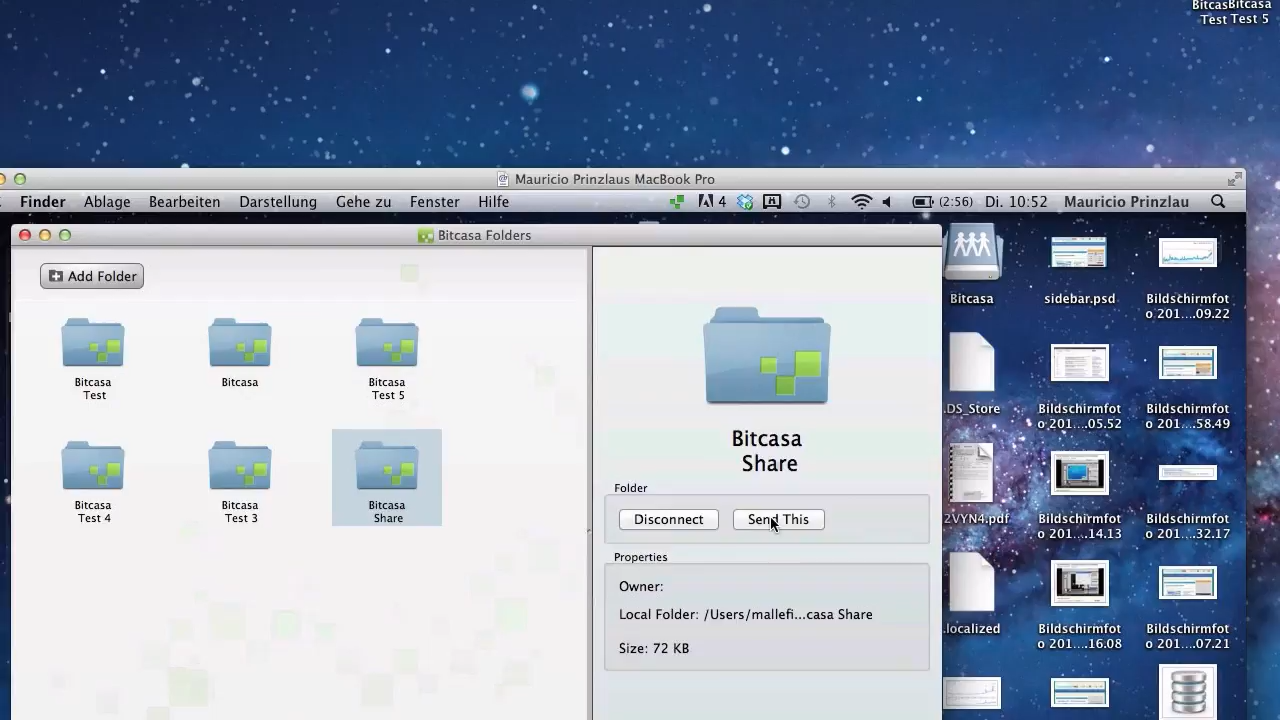 BitcasBitcasa
Test Test 5
Mauricio Prinzlaus MacBook Pro
Finder Ablage Bearbeiten Darstellung Gehe zu Fenster Hilfe
4 (2:56) Di. 10:52 Mauricio Prinzlau
Bitcasa Folders
Add Folder
Bitcasa
Test
Bitcasa
Bitcasa
Test 5
Bitcasa
Test 4
Bitcasa
Test 3
Bitcasa
Share
Bitcasa
Share
Folder
Disconnect
Send This
Properties
Owner:
Local Folder: /Users/malleh...casa Share
Size: 72 KB
Bitcasa
sidebar.psd
Bildschirmfot
o 201....09.22
.DS_Store
Bildschirmfot
o 201....05.52
Bildschirmfot
o 201....58.49
2VYN4.pdf
Bildschirmfot
o 201....14.13
Bildschirmfot
o 201....32.17
.localized
Bildschirmfot
o 201....16.08
Bildschirmfot
o 201....07.21